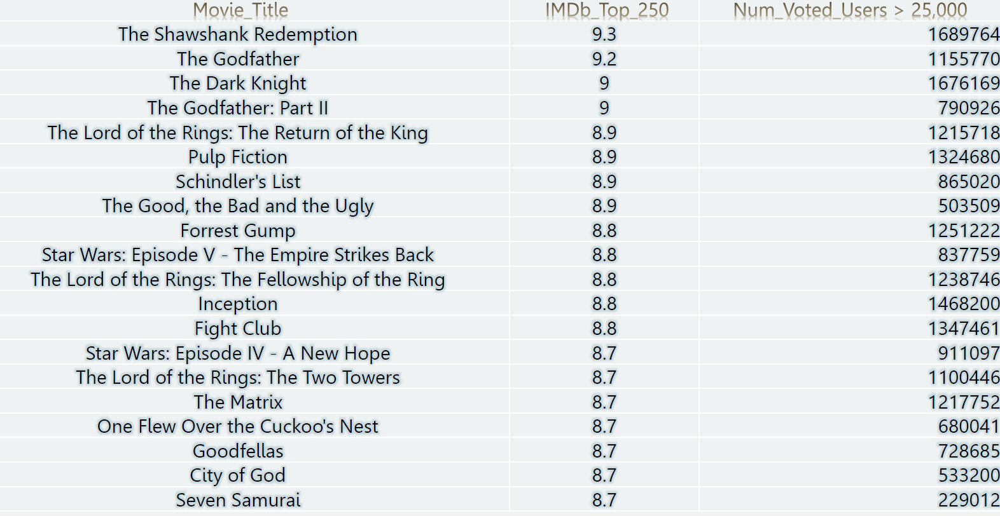 Movie_Title IMDb_Top_250 Num_Voted_Users > 25,000
The Shawshank Redemption 9.3 1689764
The Godfather 9.2 1155770
The Dark Knight 9 1676169
The Godfather: Part II 9 790926
The Lord of the Rings: The Return of the King 8.9 1215718
Pulp Fiction 8.9 1324680
Schindler's List 8.9 865020
The Good, the Bad and the Ugly 8.9 503509
Forrest Gump 8.8 1251222
Star Wars: Episode V - The Empire Strikes Back 8.8 837759
The Lord of the Rings: The Fellowship of the Ring 8.8 1238746
Inception 8.8 1468200
Fight Club 8.8 1347461
Star Wars: Episode IV - A New Hope 8.7 911097
The Lord of the Rings: The Two Towers 8.7 1100446
The Matrix 8.7 1217752
One Flew Over the Cuckoo's Nest 8.7 680041
Goodfellas 8.7 728685
City of God 8.7 533200
Seven Samurai 8.7 229012